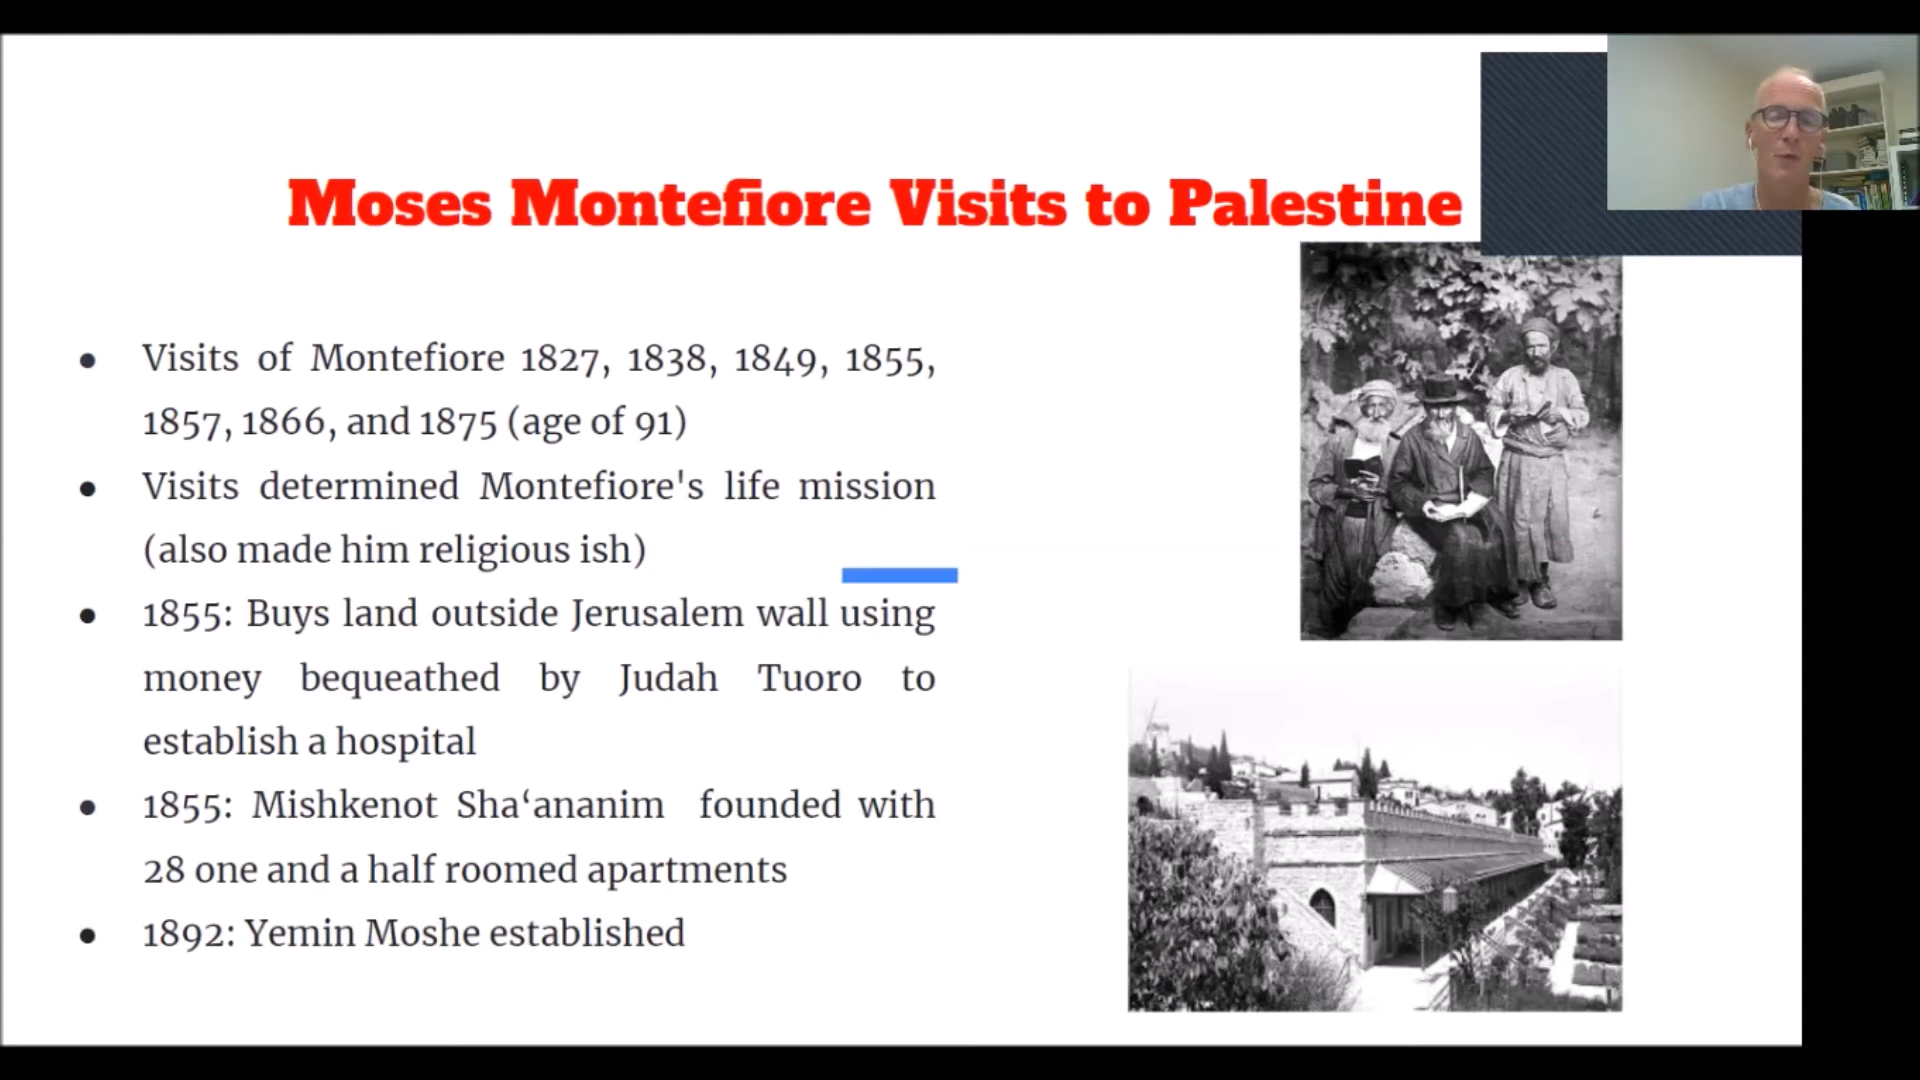 Moses Montefiore Visits to Palestine
● Visits of Montefiore 1827, 1838, 1849, 1855,
1857, 1866, and 1875 (age of 91)
● Visits determined Montefiore's life mission
(also made him religious ish)
● 1855: Buys land outside Jerusalem wall using
money bequeathed by Judah Tuoro to
establish a hospital
● 1855: Mishkenot Sha‘ananim founded with
28 one and a half roomed apartments
● 1892: Yemin Moshe established